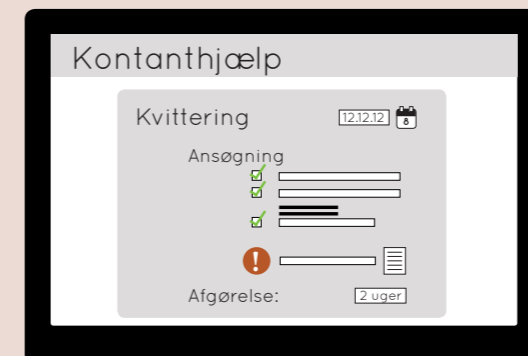 Kontanthjælp
Kvittering 12.12.12 8
Ansøgning
!
Afgørelse: 2 uger